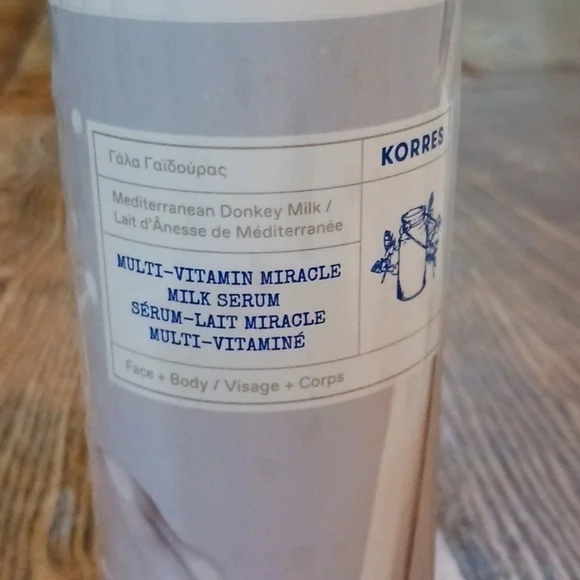 Γάλα Γαϊδούρας
KORRES
Mediterranean Donkey Milk /
Lait d'Ânesse de Méditerranée
MULTI-VITAMIN MIRACLE
MILK SERUM
SÉRUM-LAIT MIRACLE
MULTI-VITAMINÉ
Face + Body / Visage + Corps